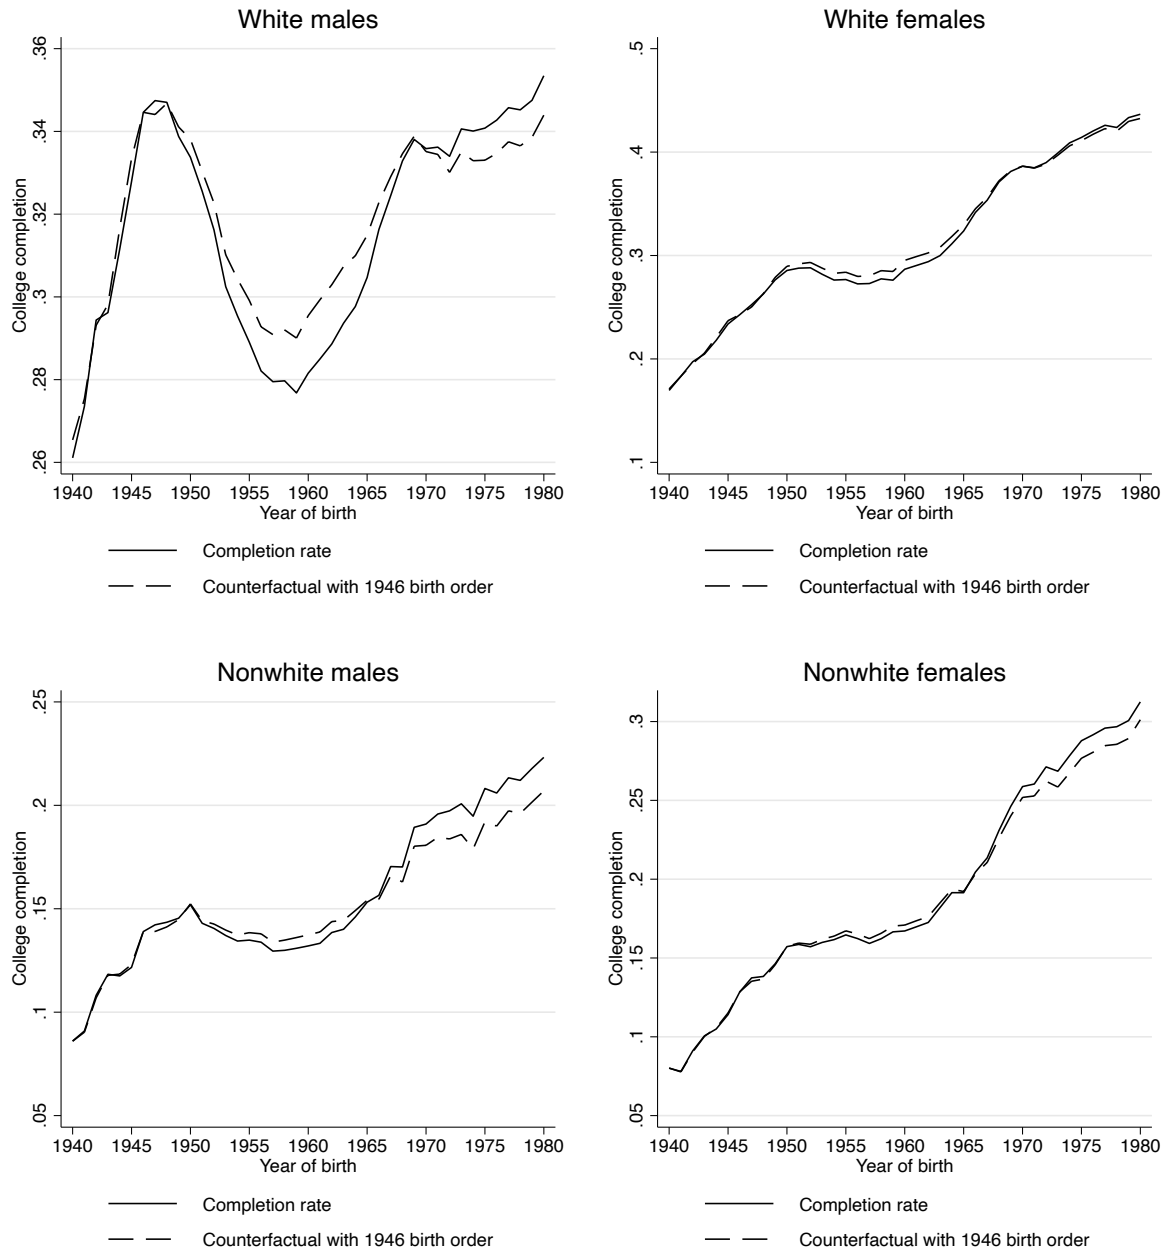 White males
College completion
.36
.34
.32
.3
.28
.26
1940 1945 1950 1955 1960 1965 1970 1975 1980
Year of birth
Completion rate
Counterfactual with 1946 birth order
White females
College completion
.5
.4
.3
.2
.1
1940 1945 1950 1955 1960 1965 1970 1975 1980
Year of birth
Completion rate
Counterfactual with 1946 birth order
Nonwhite males
College completion
.25
.2
.15
.1
.05
1940 1945 1950 1955 1960 1965 1970 1975 1980
Year of birth
Completion rate
Counterfactual with 1946 birth order
Nonwhite females
College completion
.3
.25
.2
.15
.1
.05
1940 1945 1950 1955 1960 1965 1970 1975 1980
Year of birth
Completion rate
Counterfactual with 1946 birth order